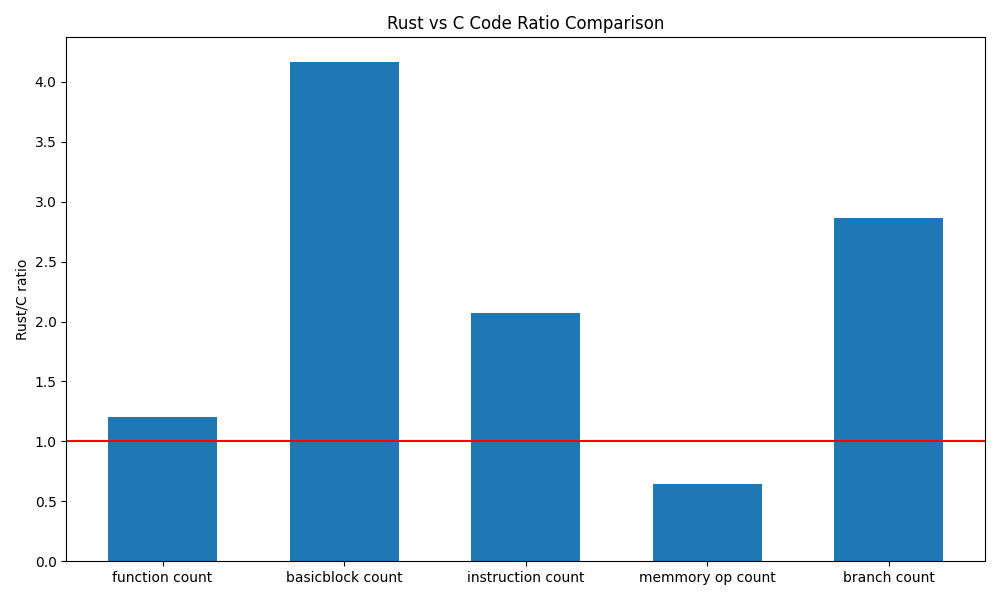 Rust vs C Code Ratio Comparison
Rust/C ratio
4.0
3.5
3.0
2.5
2.0
1.5
1.0
0.5
0.0
function count
basicblock count
instruction count
memmory op count
branch count